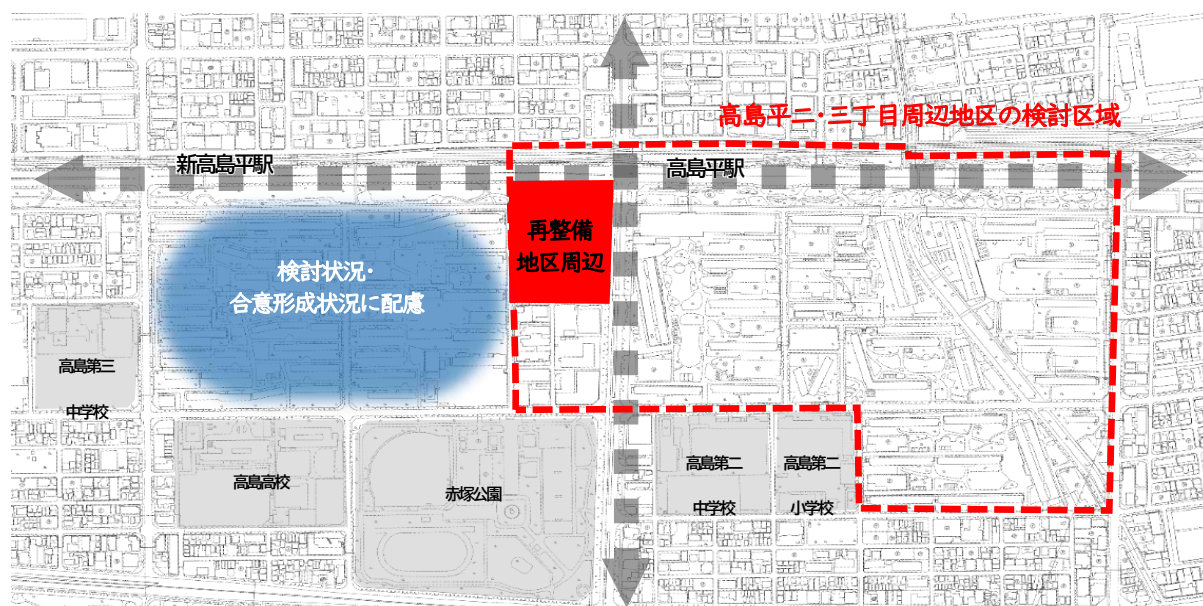 高島平二・三丁目周辺地区の検討区域
新高島平駅
高島平駅
再整備
地区周辺
検討状況・
合意形成状況に配慮
高島第三
中学校
高島高校
赤塚公園
高島第二
中学校
高島第二
小学校